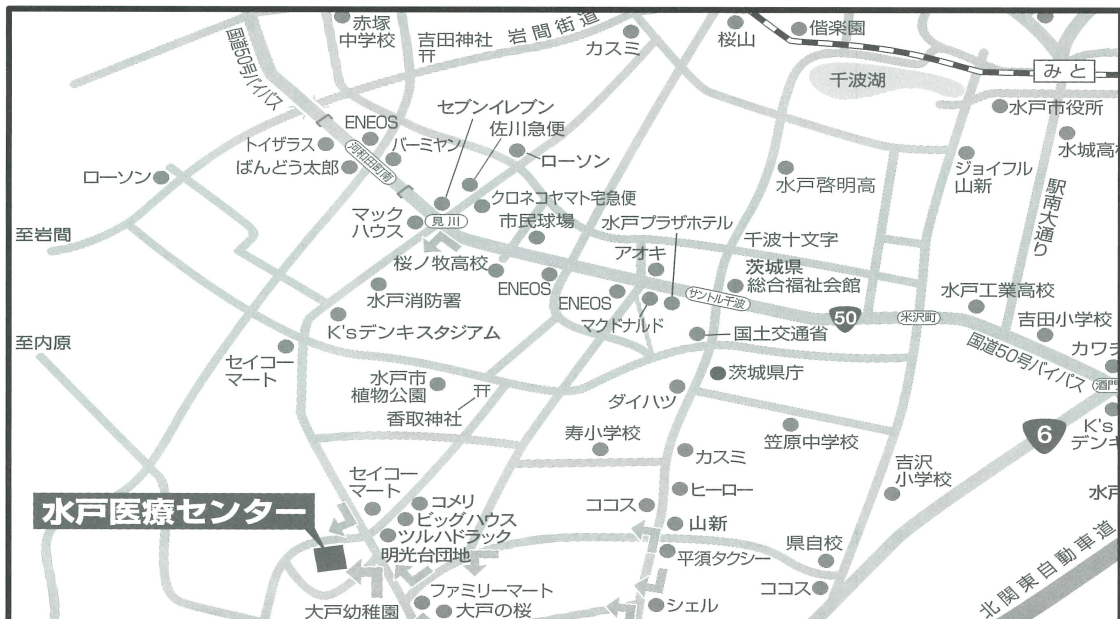 赤塚
中学校
吉田神社
岩間街道
カスミ
桜山
偕楽園
千波湖
みと
国道50号バイパス
セブンイレブン
ENEOS
佐川急便
トイザラス
河和田町南
バーミヤン
ばんどう太郎
ローソン
ローソン
水戸市役所
水城高校
ジョイフル
山新
水戸啓明高
駅南大通り
クロネコヤマト宅急便
マック
ハウス
見川
市民球場
水戸プラザホテル
千波十文字
至岩間
桜ノ牧高校
アオキ
茨城県
総合福祉会館
水戸消防署
ENEOS
ENEOS
マクドナルド
サントル千波
50
米沢町
水戸工業高校
吉田小学校
K'sデンキスタジアム
国土交通省
国道50号バイパス
カワチ
至内原
セイコー
マート
水戸市
植物公園
香取神社
茨城県庁
ダイハツ
酒門
K's
デンキ
寿小学校
笠原中学校
6
カスミ
吉沢
小学校
セイコー
マート
コメリ
ビッグハウス
ツルハドラック
明光台団地
ココス
ヒーロー
山新
水戸
水戸医療センター
平須タクシー
県自校
ココス
北関東自動車道
大戸幼稚園
ファミリーマート
大戸の桜
シェル